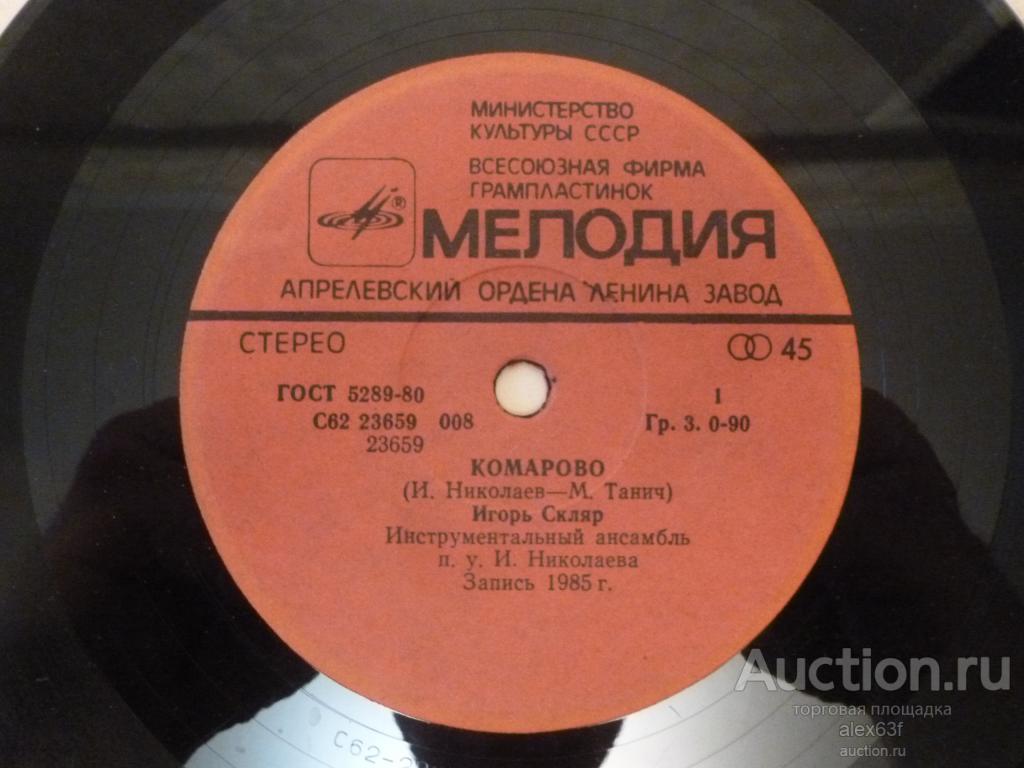 МИНИСТЕРСТВО
КУЛЬТУРЫ СССР
ВСЕСОЮЗНАЯ ФИРМА
ГРАМПЛАСТИНОК
®
МЕЛОДИЯ
АПРЕЛЕВСКИЙ ОРДЕНА ЛЕНИНА ЗАВОД
СТЕРЕО 45
ГОСТ 5289-80 1
С62 23659 008 Гр. 3. 0-90
23659
КОМАРОВО
(И. Николаев—М. Танич)
Игорь Скляр
Инструментальный ансамбль
п. у. И. Николаева
Запись 1985 г.
Auction.ru
торговая площадка
alex63f
auction.ru